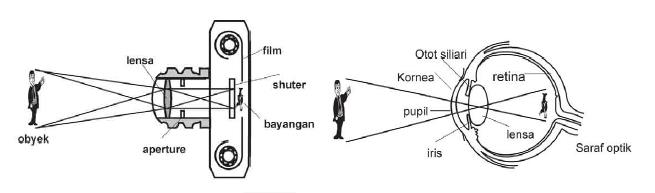 film
lensa
shuter
bayangan
obyek
aperture
Otot siliari
Kornea
retina
pupil
lensa
iris
Saraf optik